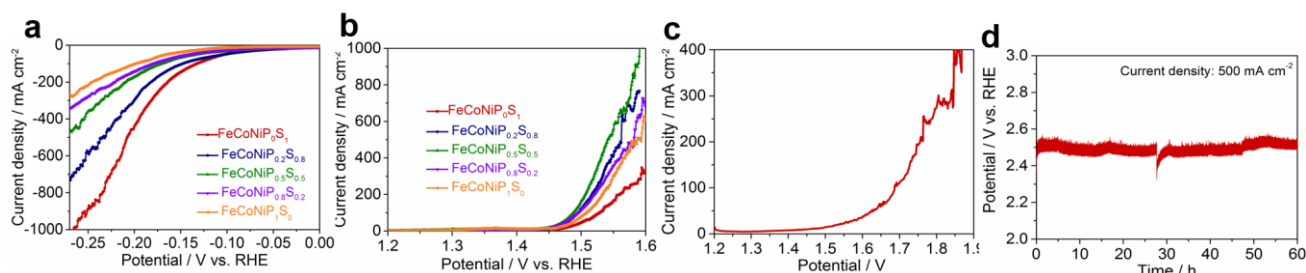 a
0
-200
-400
-600
-800
-1000
Current density / mA cm⁻²
FeCoNiP₀S₁
FeCoNiP₀.₂S₀.₈
FeCoNiP₀.₅S₀.₅
FeCoNiP₀.₈S₀.₂
FeCoNiP₁S₀
-0.25 -0.20 -0.15 -0.10 -0.05 0.00
Potential / V vs. RHE
b
1000
800
600
400
200
0
Current density / mA cm⁻²
FeCoNiP₀S₁
FeCoNiP₀.₂S₀.₈
FeCoNiP₀.₅S₀.₅
FeCoNiP₀.₈S₀.₂
FeCoNiP₁S₀
1.2 1.3 1.4 1.5 1.6
Potential / V vs. RHE
c
400
300
200
100
0
Current density / mA cm⁻²
1.2 1.3 1.4 1.5 1.6 1.7 1.8 1.9
Potential / V
d
3.0
2.8
2.6
2.4
2.2
2.0
Potential / V vs. RHE
Current density: 500 mA cm⁻²
0 10 20 30 40 50 60
Time / h